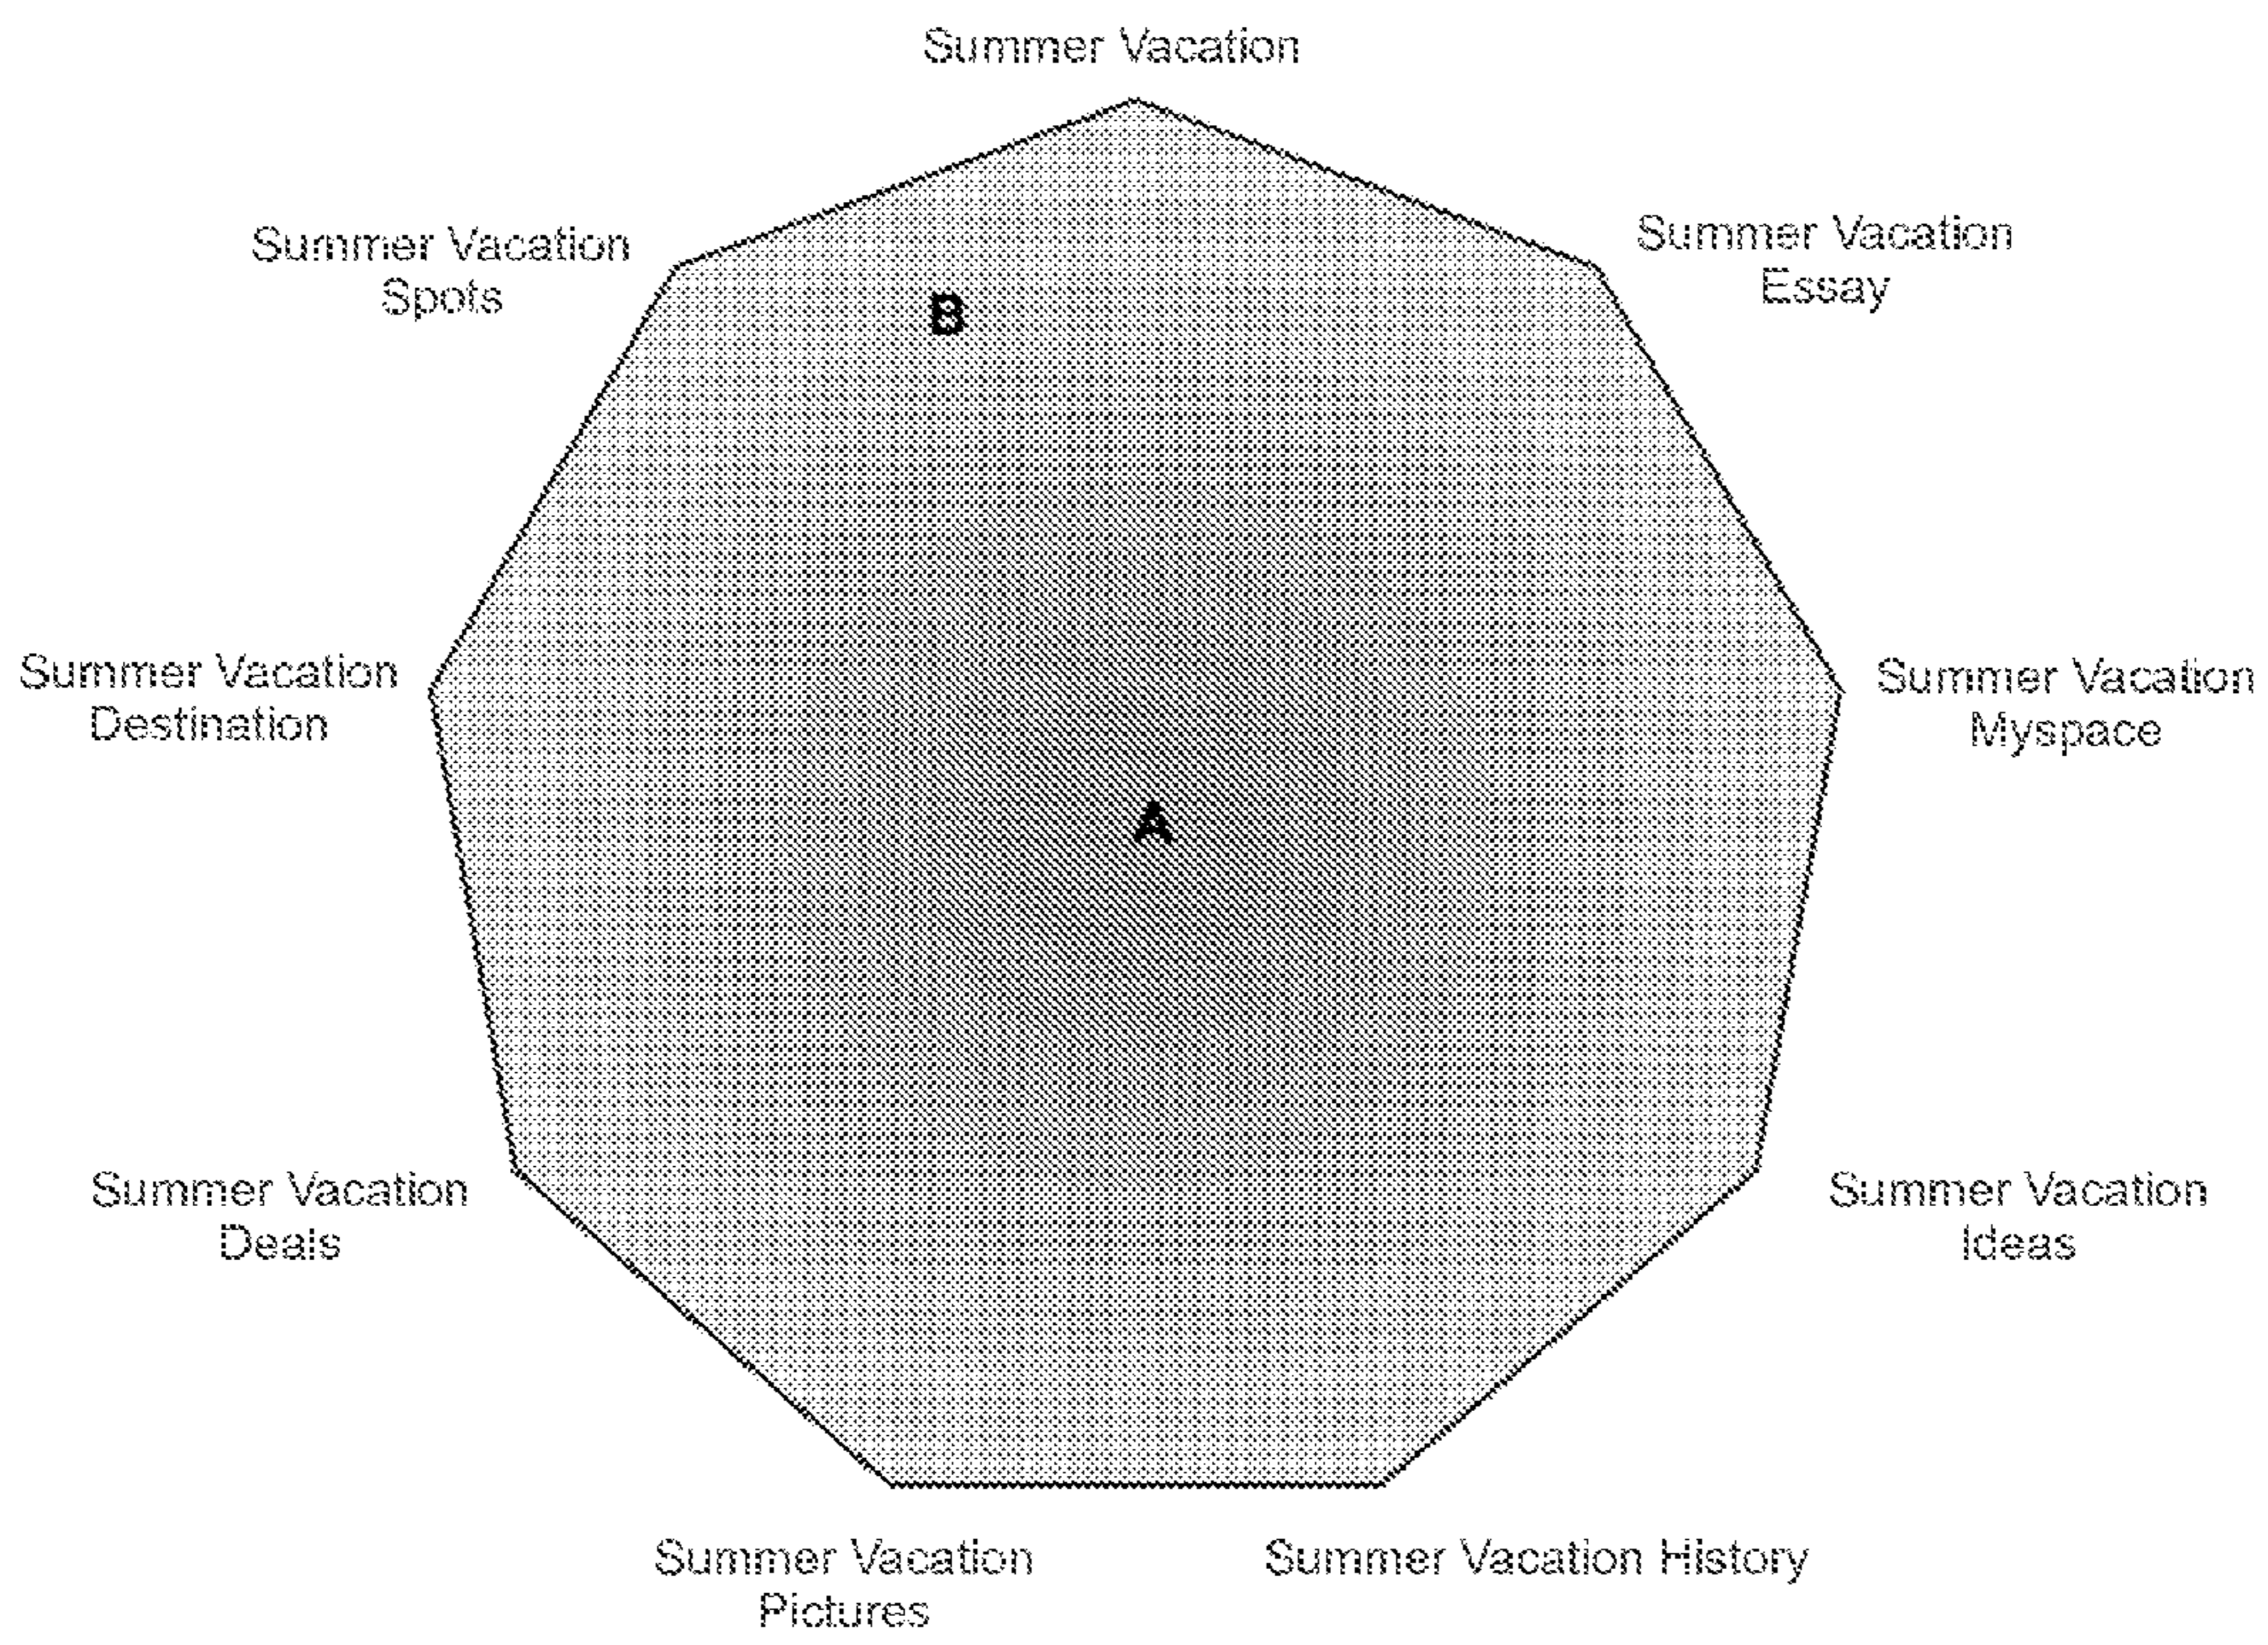 Summer Vacation
Summer Vacation
Spots
Summer Vacation
Essay
B
Summer Vacation
Destination
Summer Vacation
Myspace
A
Summer Vacation
Deals
Summer Vacation
Ideas
Summer Vacation
Pictures
Summer Vacation History